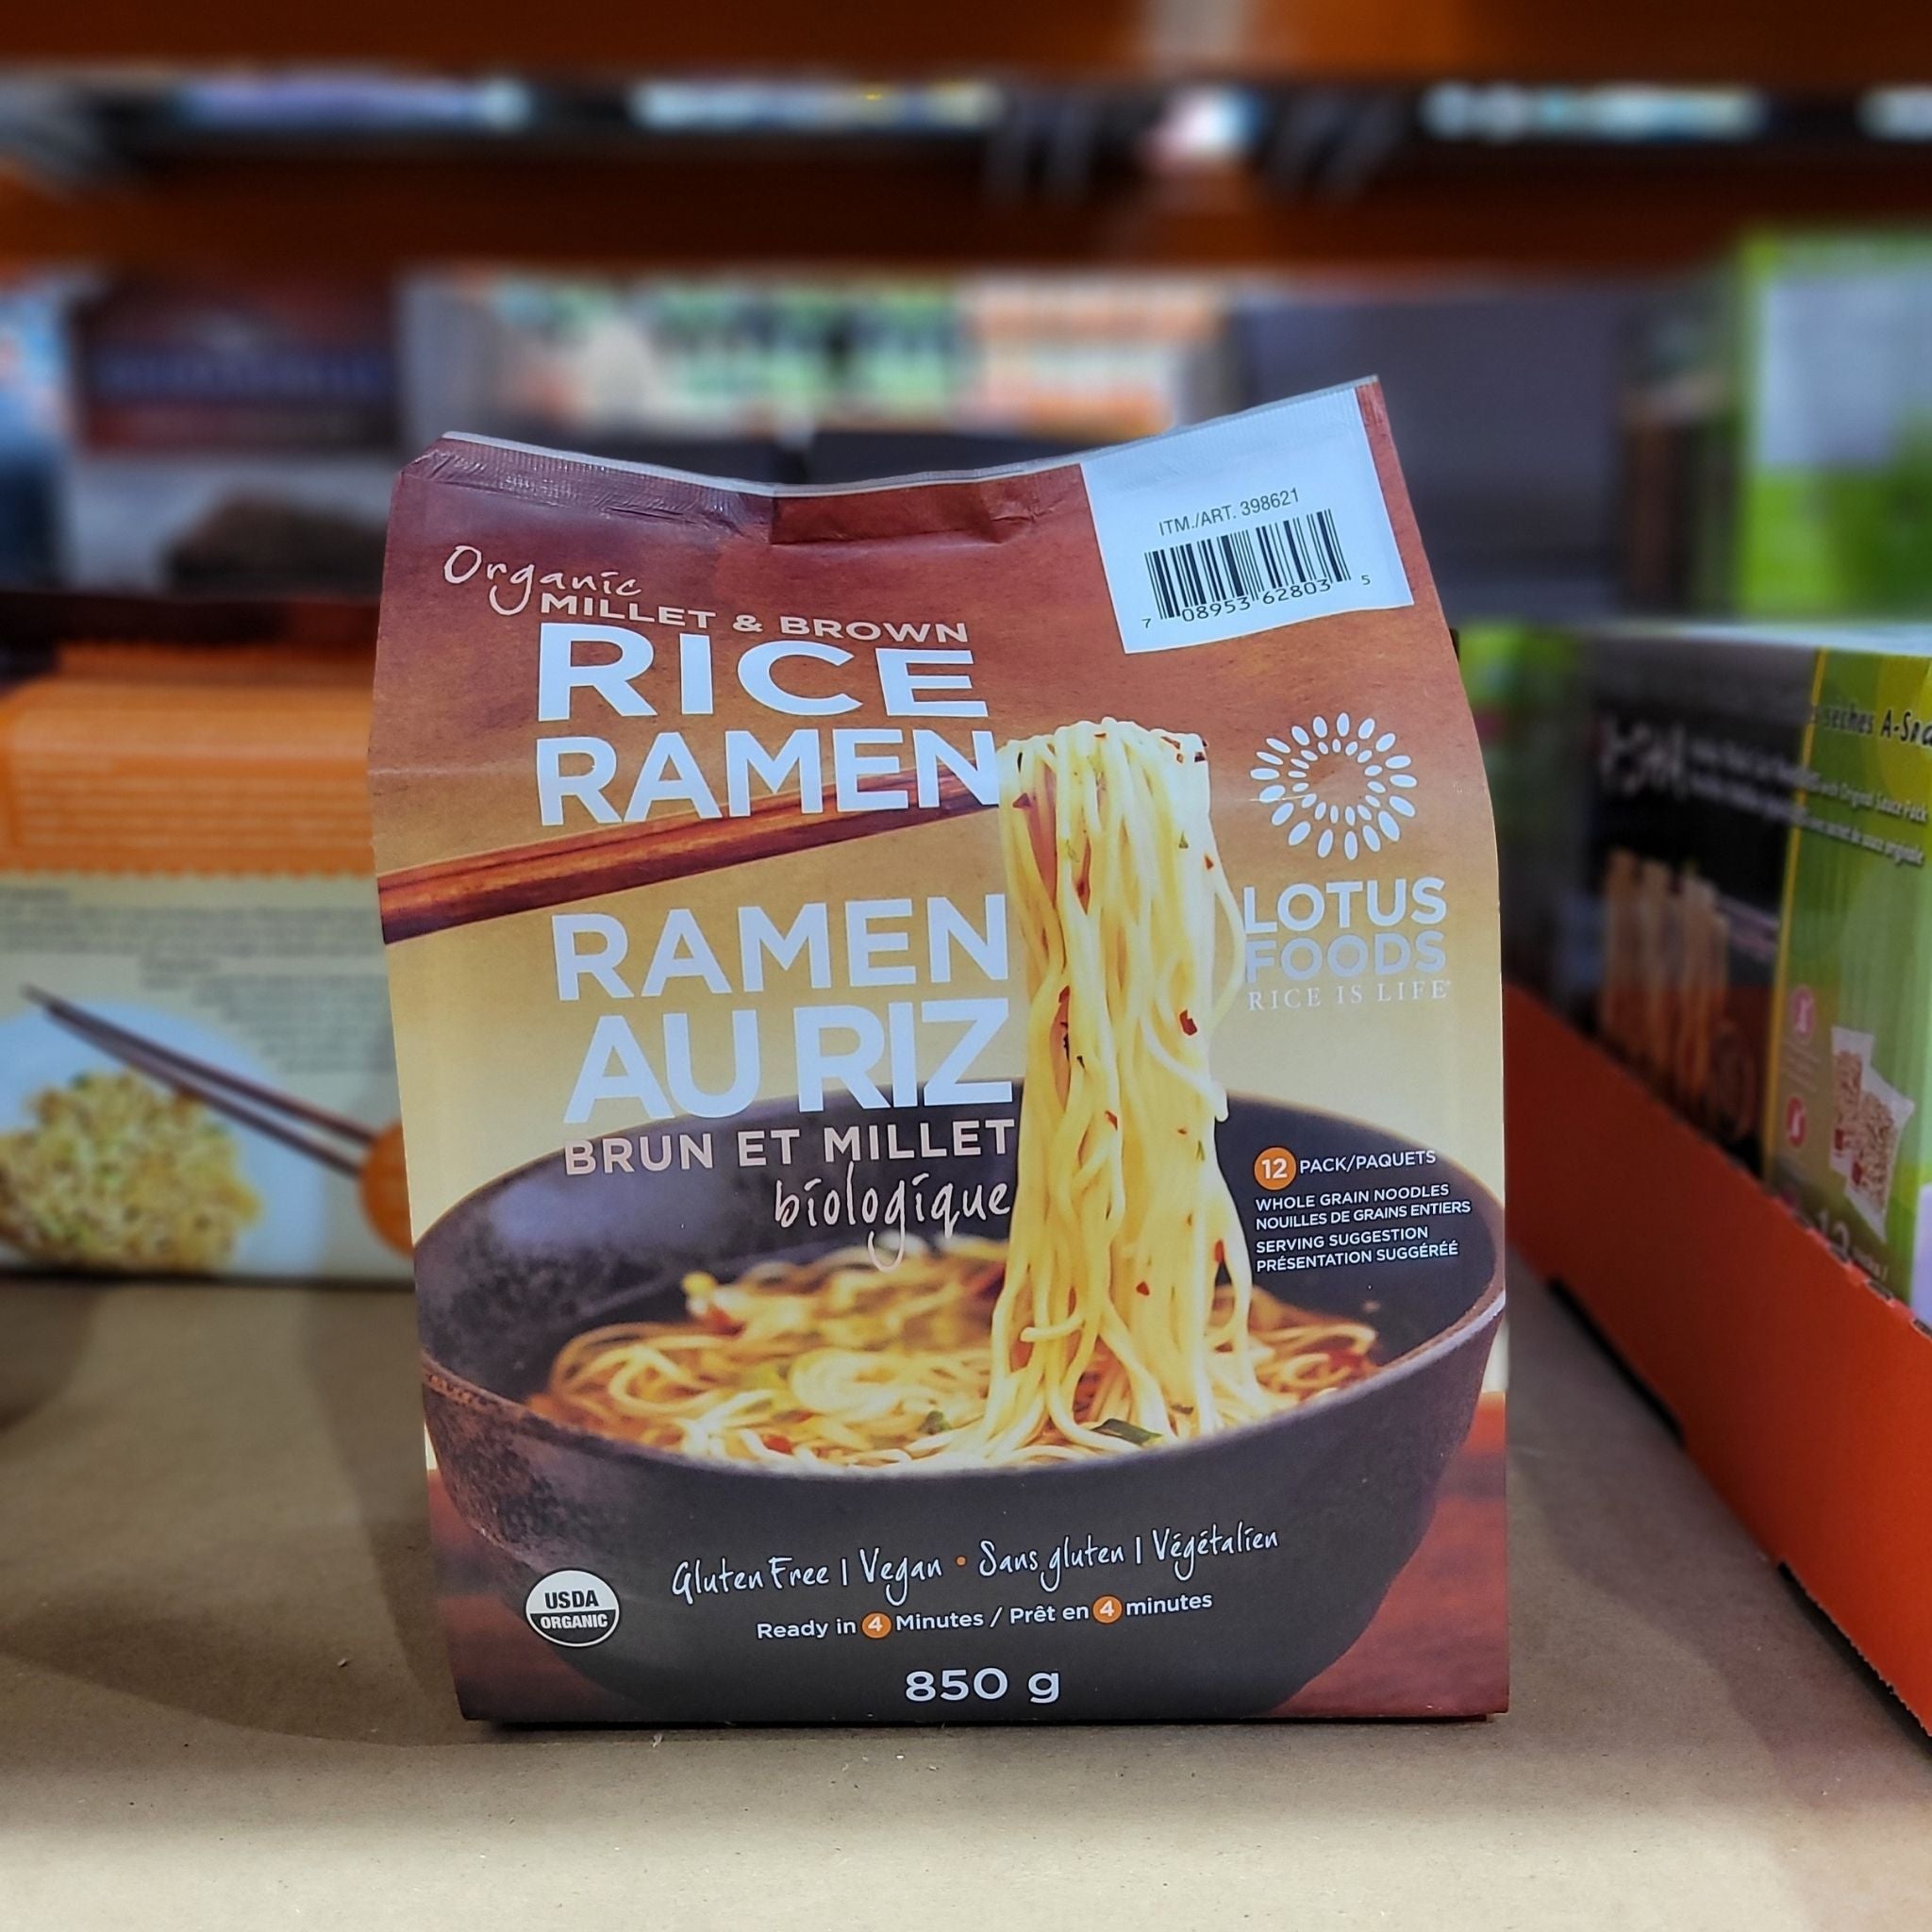 ITM./ART. 398621
7 08953 62803 5
Organic
MILLET & BROWN
RICE
RAMEN
RAMEN
AU RIZ
BRUN ET MILLET
biologique
LOTUS
FOODS
RICE IS LIFE
12 PACK/PAQUETS
WHOLE GRAIN NOODLES
NOUILLES DE GRAINS ENTIERS
SERVING SUGGESTION
PRÉSENTATION SUGGÉRÉÉ
Gluten Free | Vegan • Sans gluten | Végétalien
Ready in 4 Minutes / Prêt en 4 minutes
USDA
ORGANIC
850 g
sèches